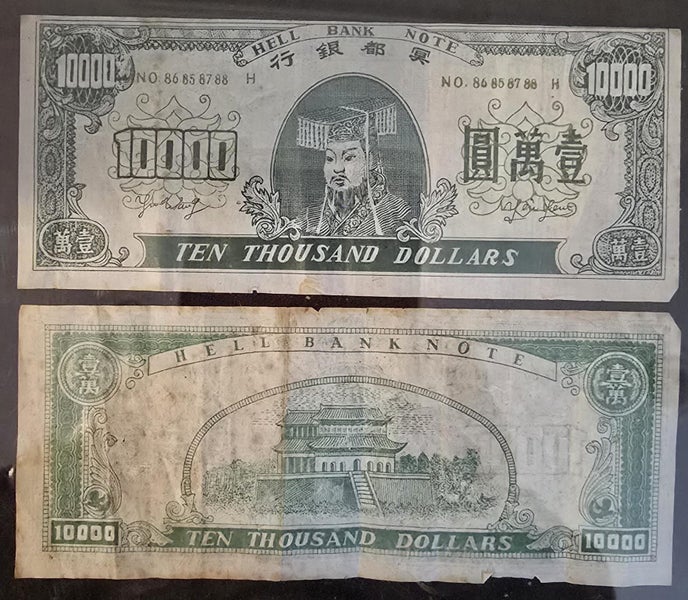 HELL BANK NOTE
冥都銀行
10000
10000
NO. 86 85 87 88 H
NO. 86 85 87 88 H
10000
壹萬圓
壹萬
壹萬
TEN THOUSAND DOLLARS
HELL BANK NOTE
壹萬
壹萬
10000
TEN THOUSAND DOLLARS
10000